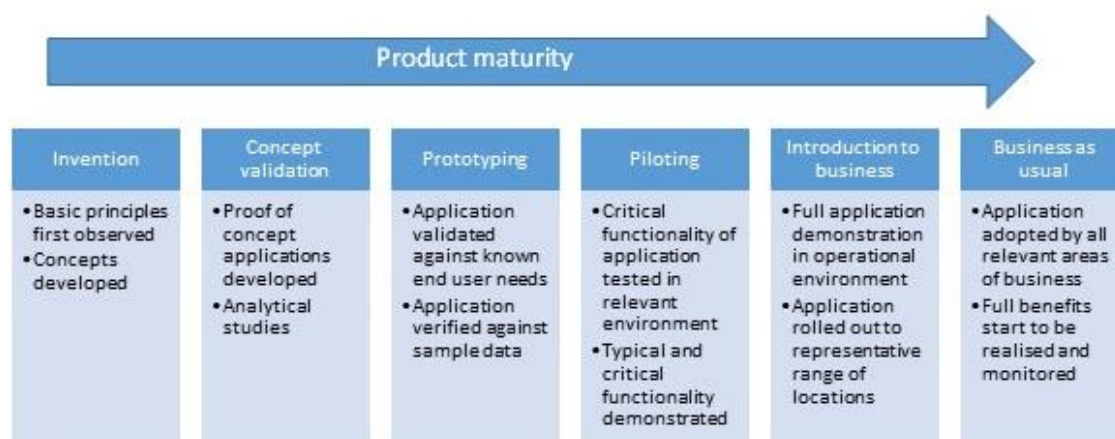 Product maturity
Invention
•Basic principles
first observed
•Concepts
developed
Concept
validation
•Proof of
concept
applications
developed
•Analytical
studies
Prototyping
•Application
validated
against known
end user needs
•Application
verified against
sample data
Piloting
•Critical
functionality of
application
tested in
relevant
environment
•Typical and
critical
functionality
demonstrated
Introduction to
business
•Full application
demonstration
in operational
environment
•Application
rolled out to
representative
range of
locations
Business as
usual
•Application
adopted by all
relevant areas
of business
•Full benefits
start to be
realised and
monitored